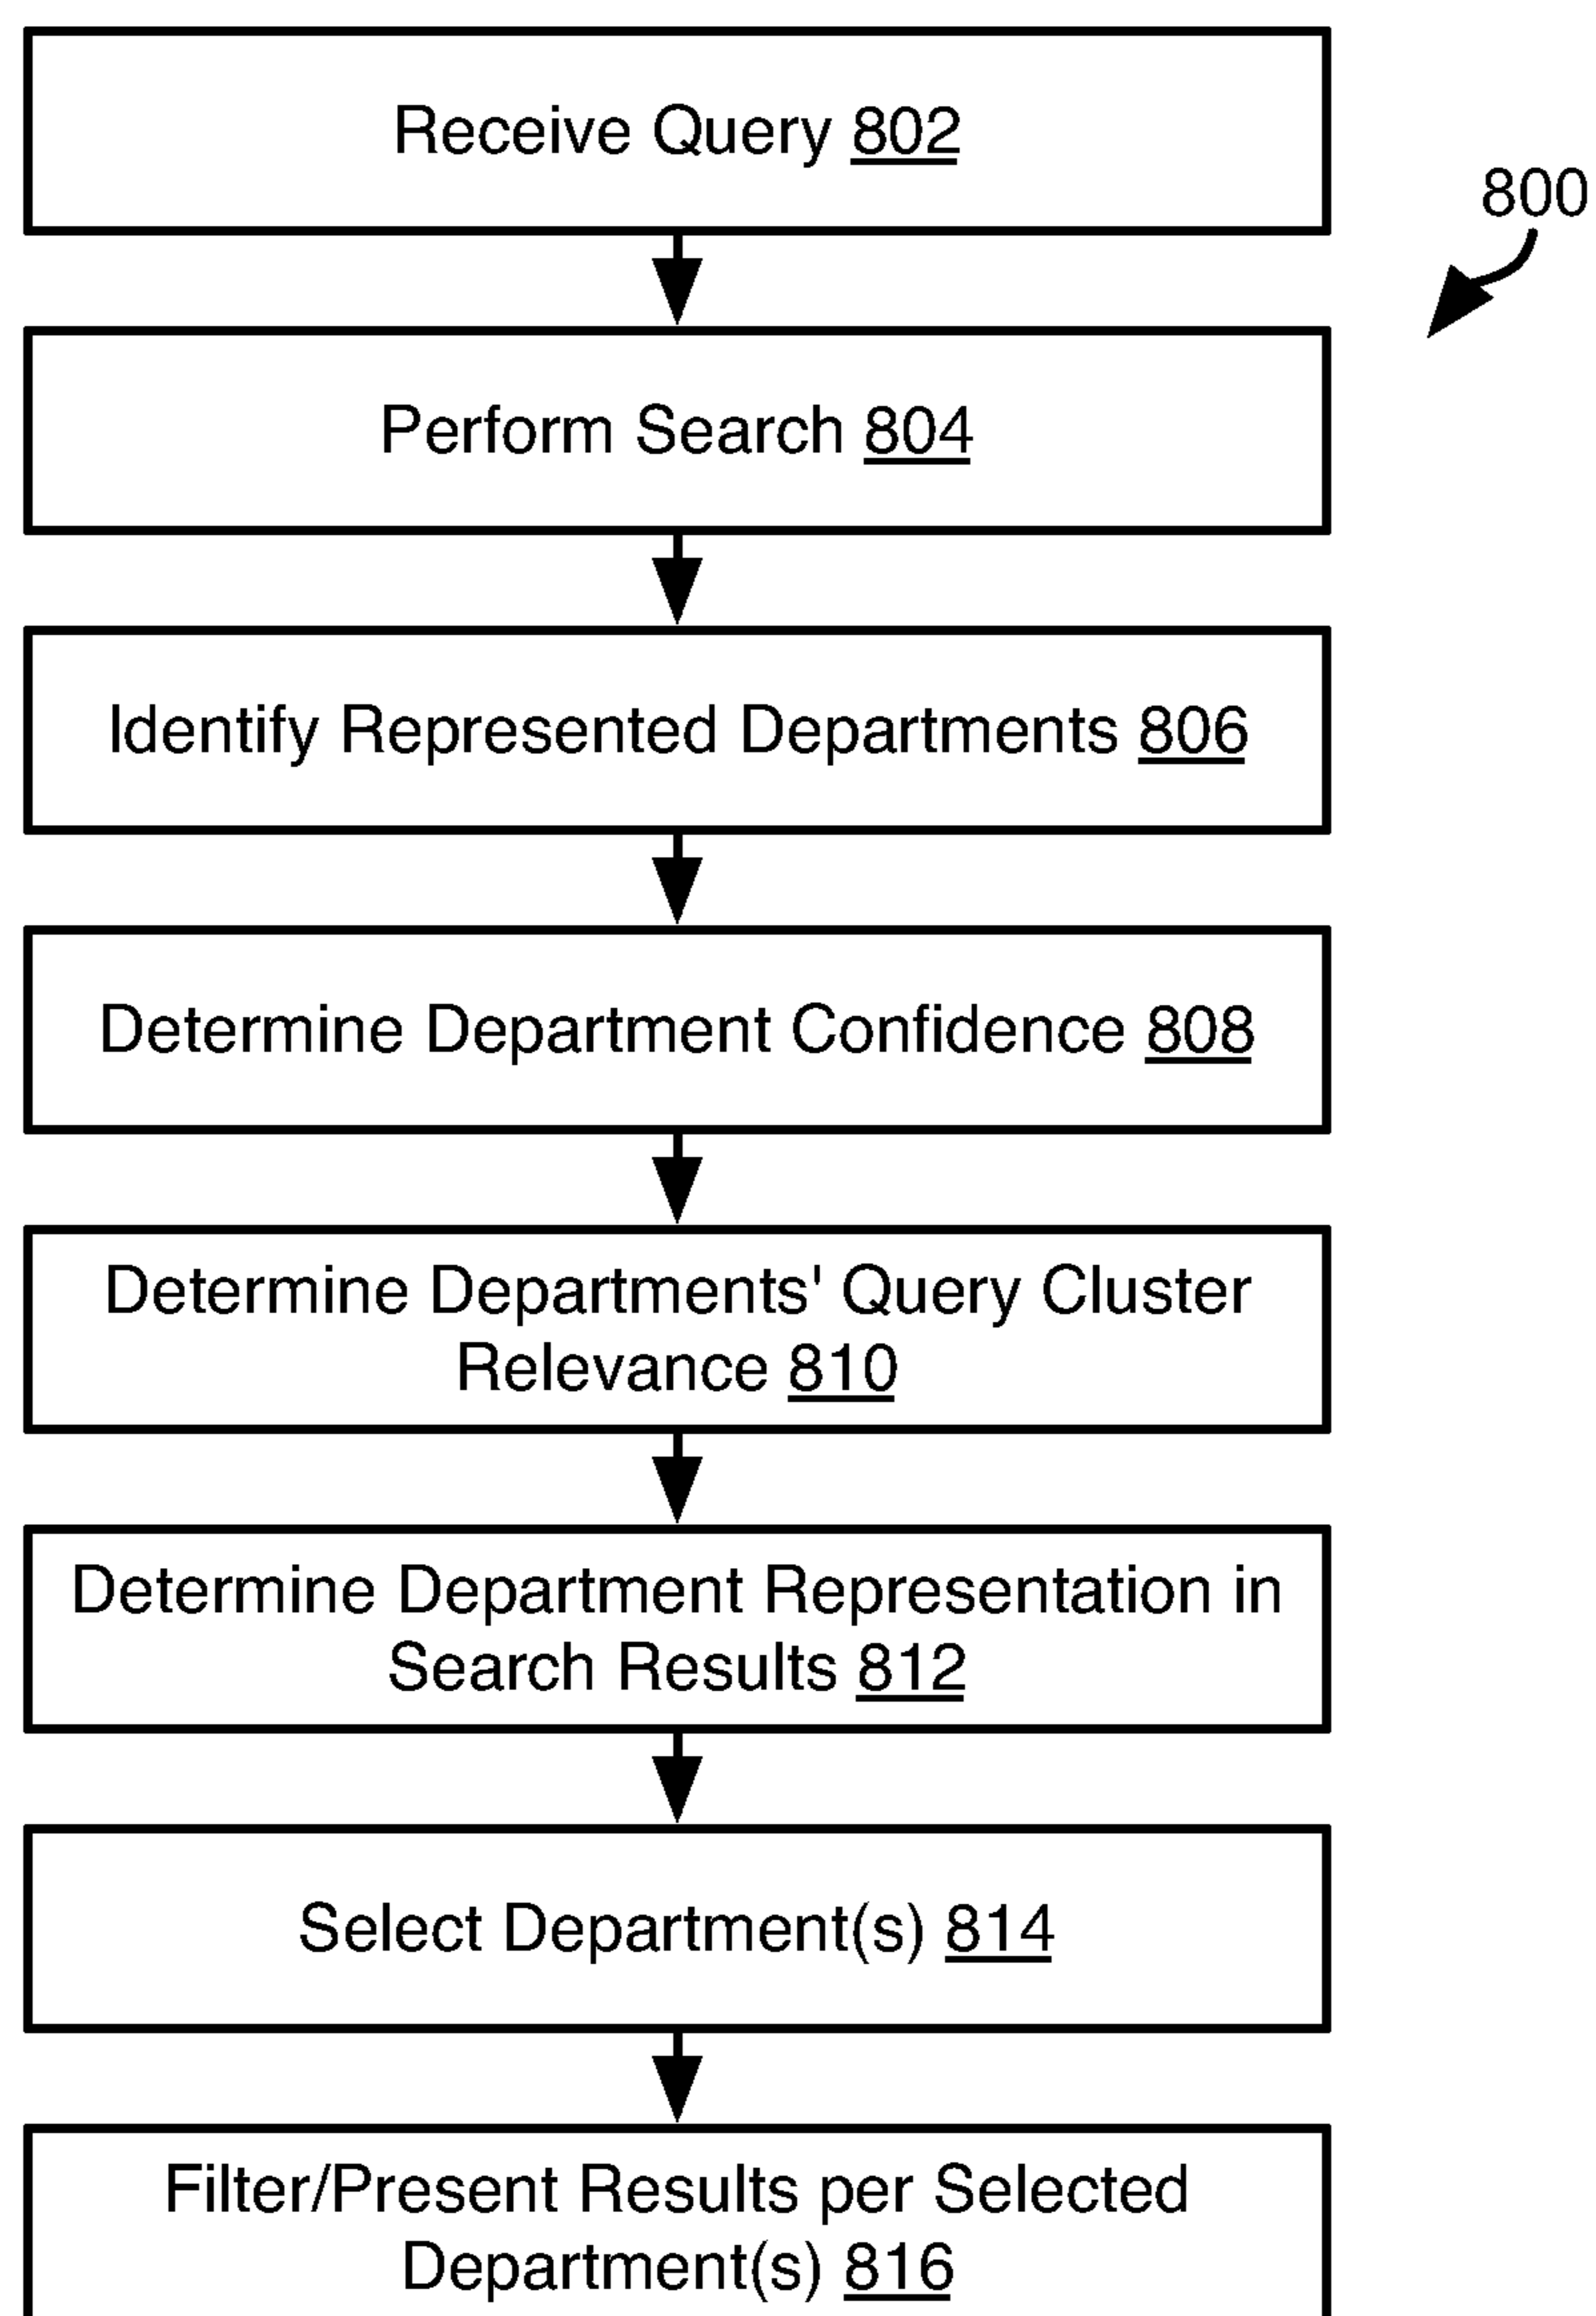 Receive Query 802
800
Perform Search 804
Identify Represented Departments 806
Determine Department Confidence 808
Determine Departments' Query Cluster
Relevance 810
Determine Department Representation in
Search Results 812
Select Department(s) 814
Filter/Present Results per Selected
Department(s) 816